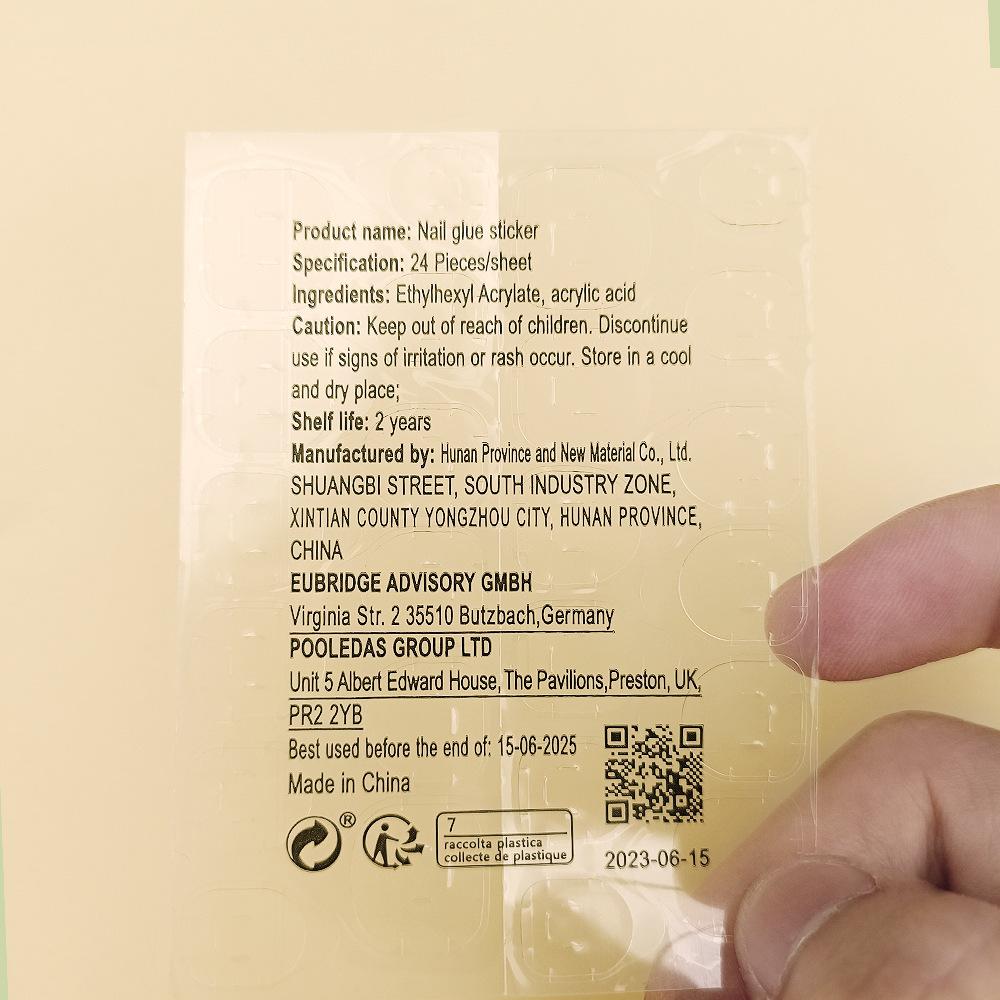 Product name: Nail glue sticker
Specification: 24 Pieces/sheet
Ingredients: Ethylhexyl Acrylate, acrylic acid
Caution: Keep out of reach of children. Discontinue
use if signs of irritation or rash occur. Store in a cool
and dry place;
Shelf life: 2 years
Manufactured by: Hunan Province and New Material Co., Ltd.
SHUANGBI STREET, SOUTH INDUSTRY ZONE,
XINTIAN COUNTY YONGZHOU CITY, HUNAN PROVINCE,
CHINA
EUBRIDGE ADVISORY GMBH
Virginia Str. 2 35510 Butzbach,Germany
POOLEDAS GROUP LTD
Unit 5 Albert Edward House, The Pavilions,Preston, UK,
PR2 2YB
Best used before the end of: 15-06-2025
Made in China
®
7
raccolta plastica
collecte de plastique
2023-06-15